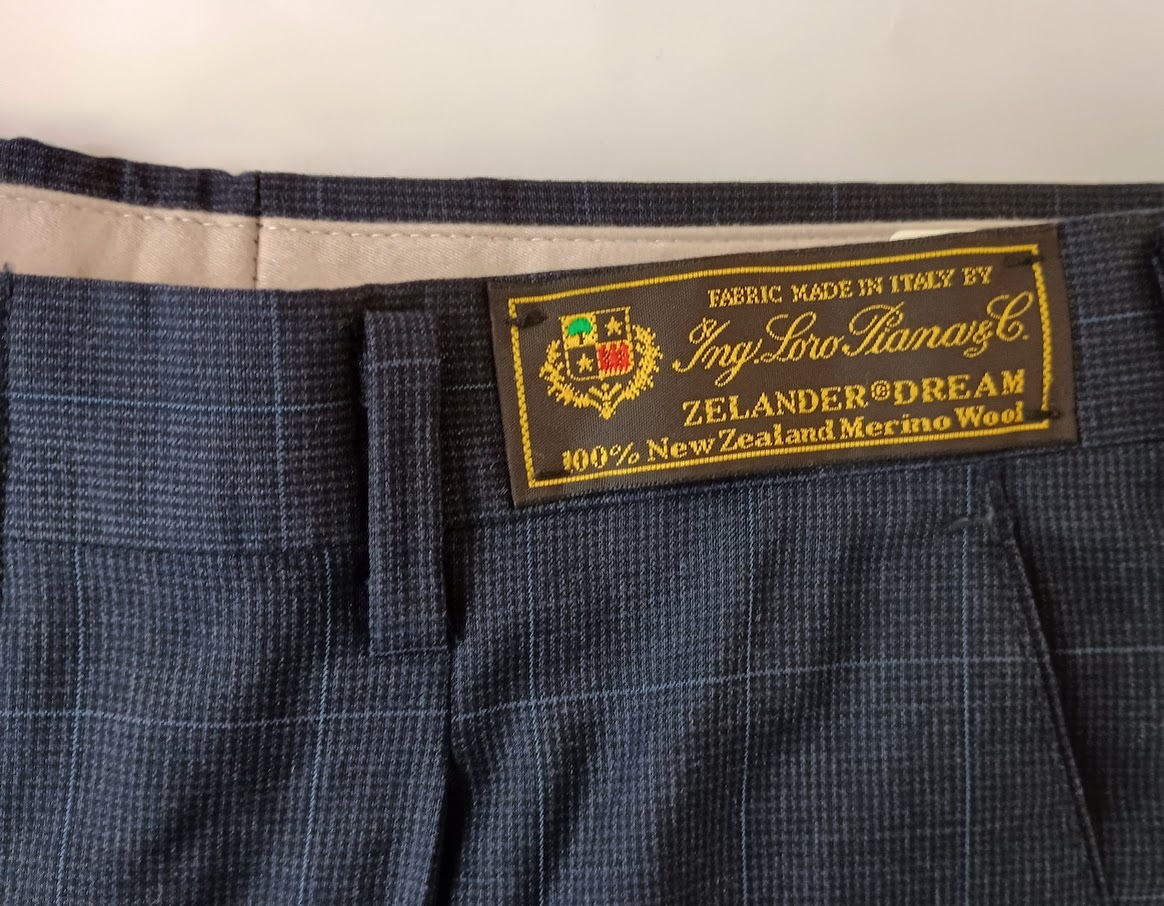 FABRIC MADE IN ITALY BY
Ing. Loro Piana & C.
ZELANDER©DREAM
100% New Zealand Merino Wool